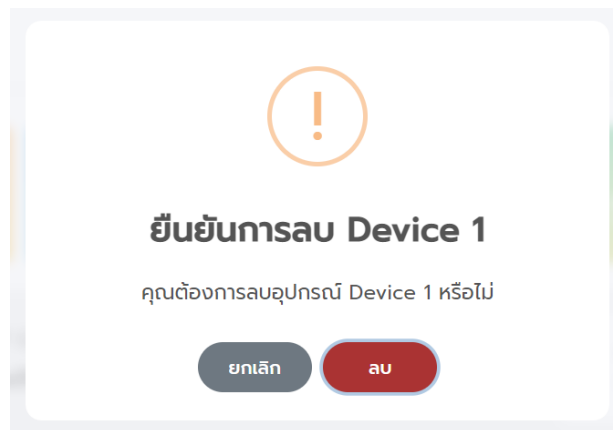 !
ยืนยันการลบ Device 1
คุณต้องการลบอุปกรณ์ Device 1 หรือไม่
ยกเลิก
ลบ